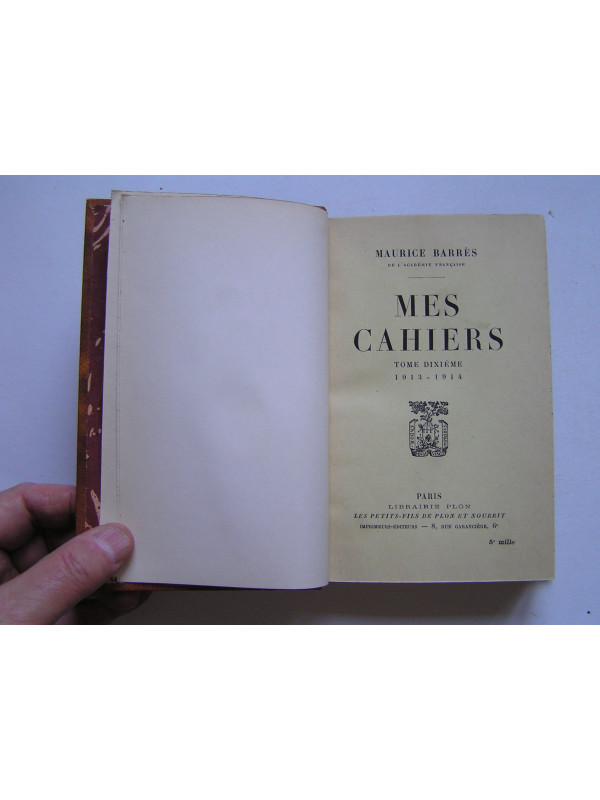 MAURICE BARRÈS
DE L'ACADÉMIE FRANÇAISE
MES
CAHIERS
TOME DIXIÈME
1913-1914
PARIS
LIBRAIRIE PLON
LES PETITS-FILS DE PLON ET NOURRIT
IMPRIMEURS-ÉDITEURS — 8, RUE GARANCIÈRE, 6e
5e mille